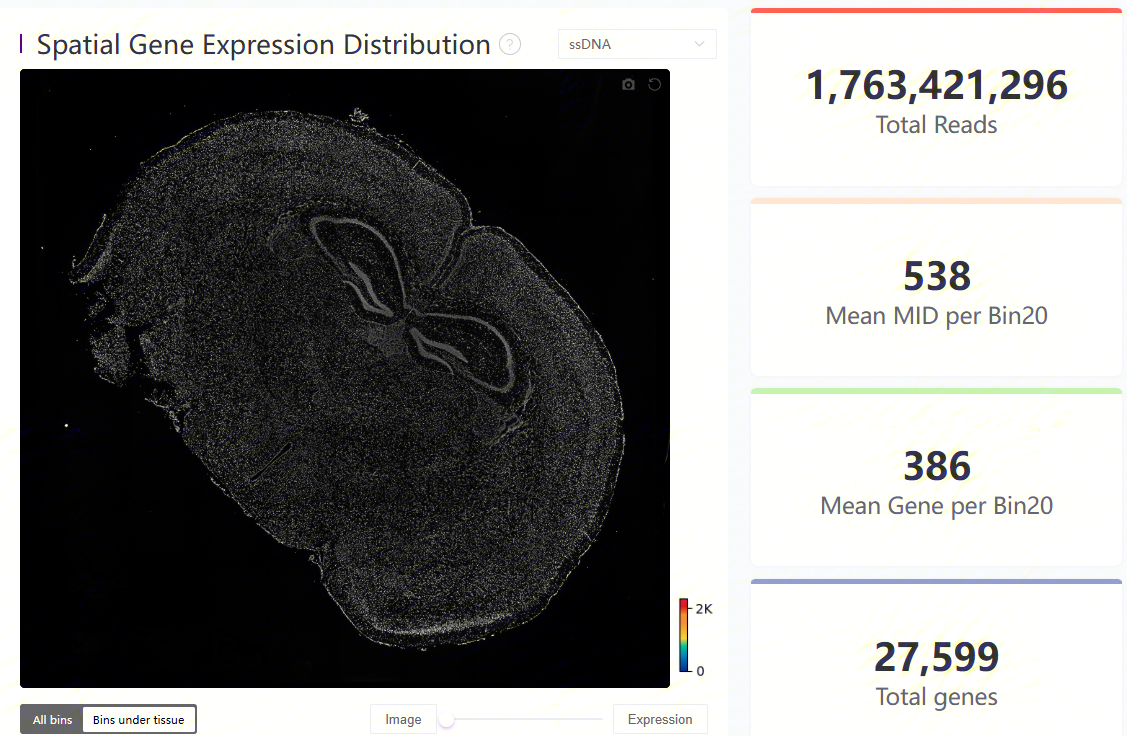 Spatial Gene Expression Distribution ?
ssDNA
2K
0
All bins
Bins under tissue
Image
Expression
1,763,421,296
Total Reads
538
Mean MID per Bin20
386
Mean Gene per Bin20
27,599
Total genes